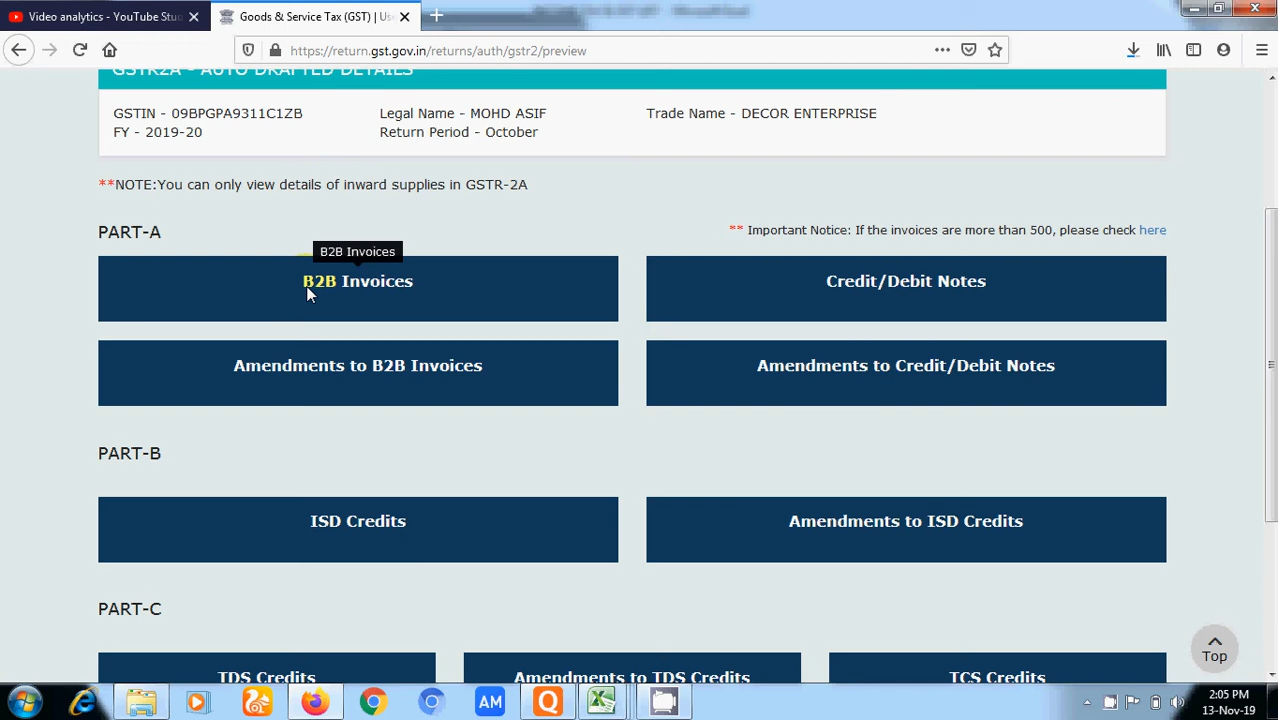 Video analytics - YouTube Stu
Goods & Service Tax (GST) | Us
https://return.gst.gov.in/returns/auth/gstr2/preview
GSTR2A - AUTO DRAFTED DETAILS
GSTIN - 09BPGPA9311C1ZB
Legal Name - MOHD ASIF
Trade Name - DECOR ENTERPRISE
FY - 2019-20
Return Period - October
**NOTE:You can only view details of inward supplies in GSTR-2A
PART-A
** Important Notice: If the invoices are more than 500, please check here
B2B Invoices
B2B Invoices
Credit/Debit Notes
Amendments to B2B Invoices
Amendments to Credit/Debit Notes
PART-B
ISD Credits
Amendments to ISD Credits
PART-C
Top
TDS Credits
Amendments to TDS Credits
TCS Credits
AM
2:05 PM
13-Nov-19